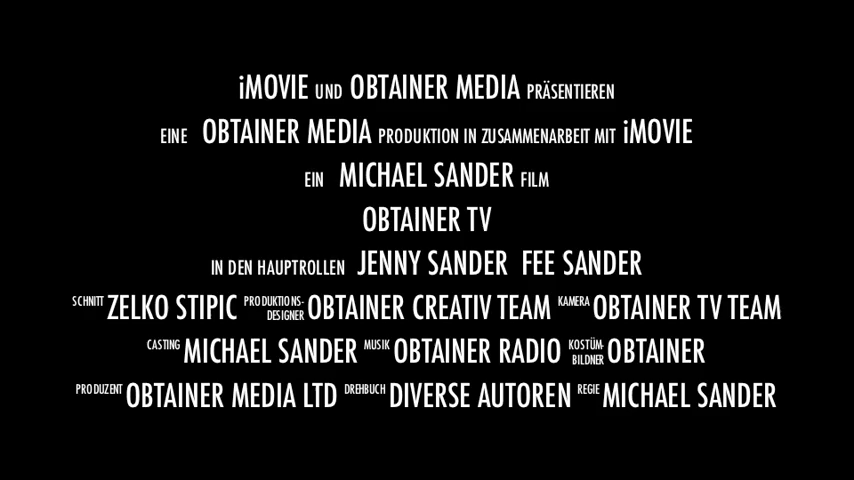 iMOVIE UND OBTAINER MEDIA PRÄSENTIEREN
EINE OBTAINER MEDIA PRODUKTION IN ZUSAMMENARBEIT MIT iMOVIE
EIN MICHAEL SANDER FILM
OBTAINER TV
IN DEN HAUPTROLLEN JENNY SANDER FEE SANDER
SCHNITT ZELKO STIPIC PRODUKTIONS-DESIGNER OBTAINER CREATIV TEAM KAMERA OBTAINER TV TEAM
CASTING MICHAEL SANDER MUSIK OBTAINER RADIO KOSTÜM-BILDNER OBTAINER
PRODUZENT OBTAINER MEDIA LTD DREHBUCH DIVERSE AUTOREN REGIE MICHAEL SANDER